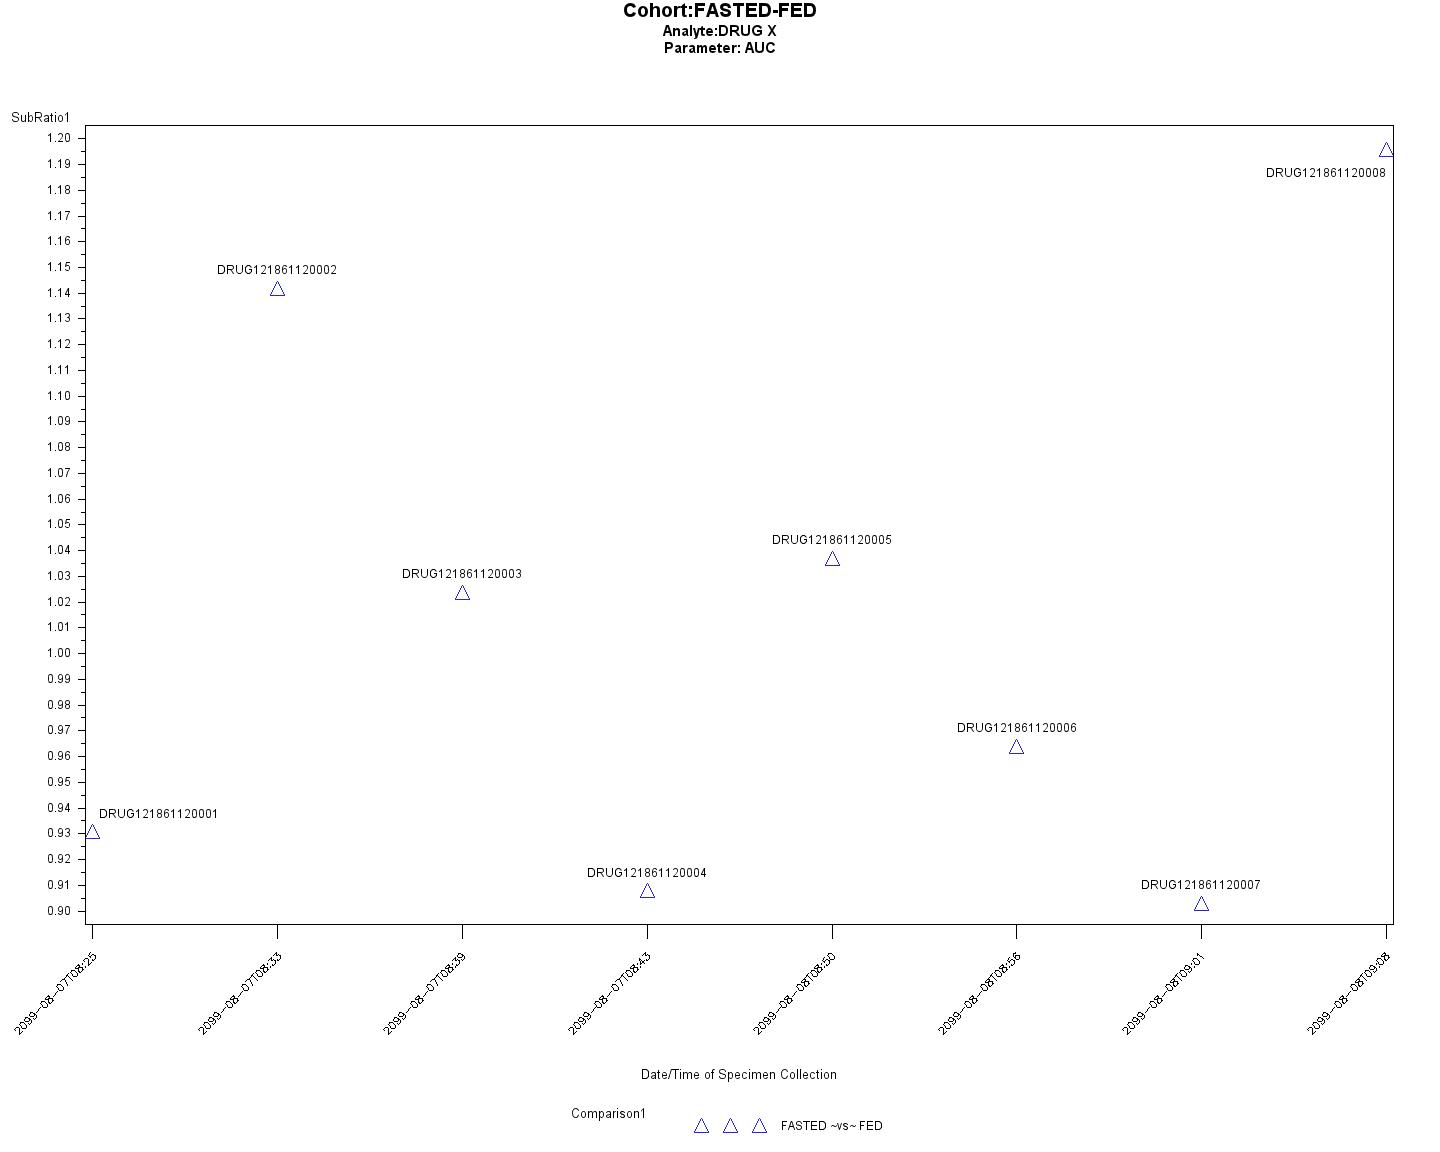 Cohort:FASTED-FED
Analyte:DRUG X
Parameter: AUC
SubRatio1
1.20
1.19
1.18
1.17
1.16
1.15
1.14
1.13
1.12
1.11
1.10
1.09
1.08
1.07
1.06
1.05
1.04
1.03
1.02
1.01
1.00
0.99
0.98
0.97
0.96
0.95
0.94
0.93
0.92
0.91
0.90
DRUG121861120008
DRUG121861120002
DRUG121861120005
DRUG121861120003
DRUG121861120006
DRUG121861120001
DRUG121861120004
DRUG121861120007
2099-08-07T08:25
2099-08-07T08:33
2099-08-07T08:39
2099-08-07T08:43
2099-08-08T08:50
2099-08-08T08:56
2099-08-08T09:01
2099-08-08T09:08
Date/Time of Specimen Collection
Comparison1
FASTED ~vs~ FED